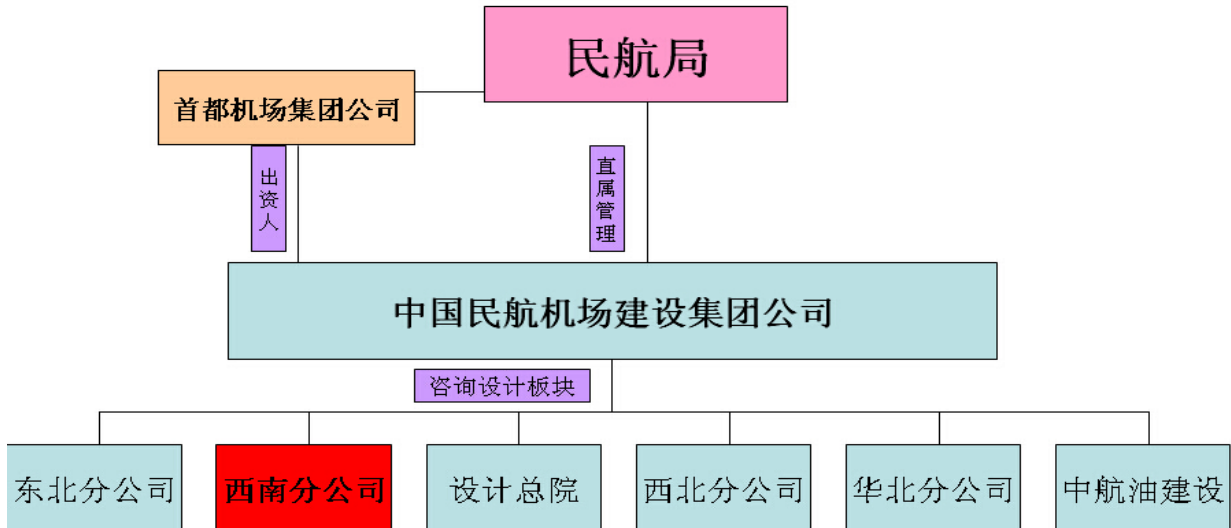 民航局
首都机场集团公司
出资人
直属管理
中国民航机场建设集团公司
咨询设计板块
东北分公司
西南分公司
设计总院
西北分公司
华北分公司
中航油建设